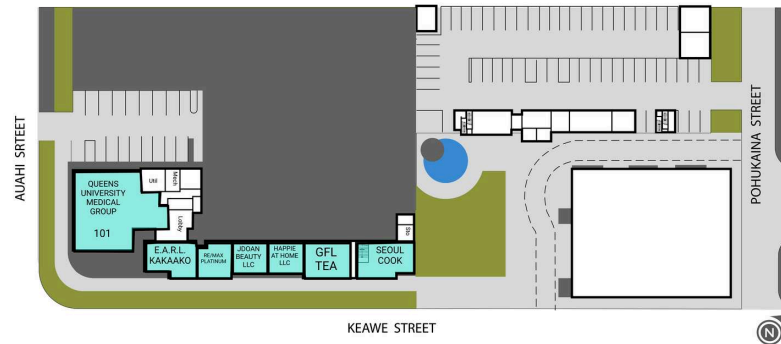 AUAHI SRTEET
POHUKAINA STREET
QUEENS
UNIVERSITY
MEDICAL
GROUP
101
Util
Mech
Lobby
E.A.R.L.
KAKAAKO
RE/MAX
PLATINUM
JDOAN
BEAUTY
LLC
HAPPIE
AT HOME
LLC
GFL
TEA
SEOUL
COOK
Sto
KEAWE STREET
N